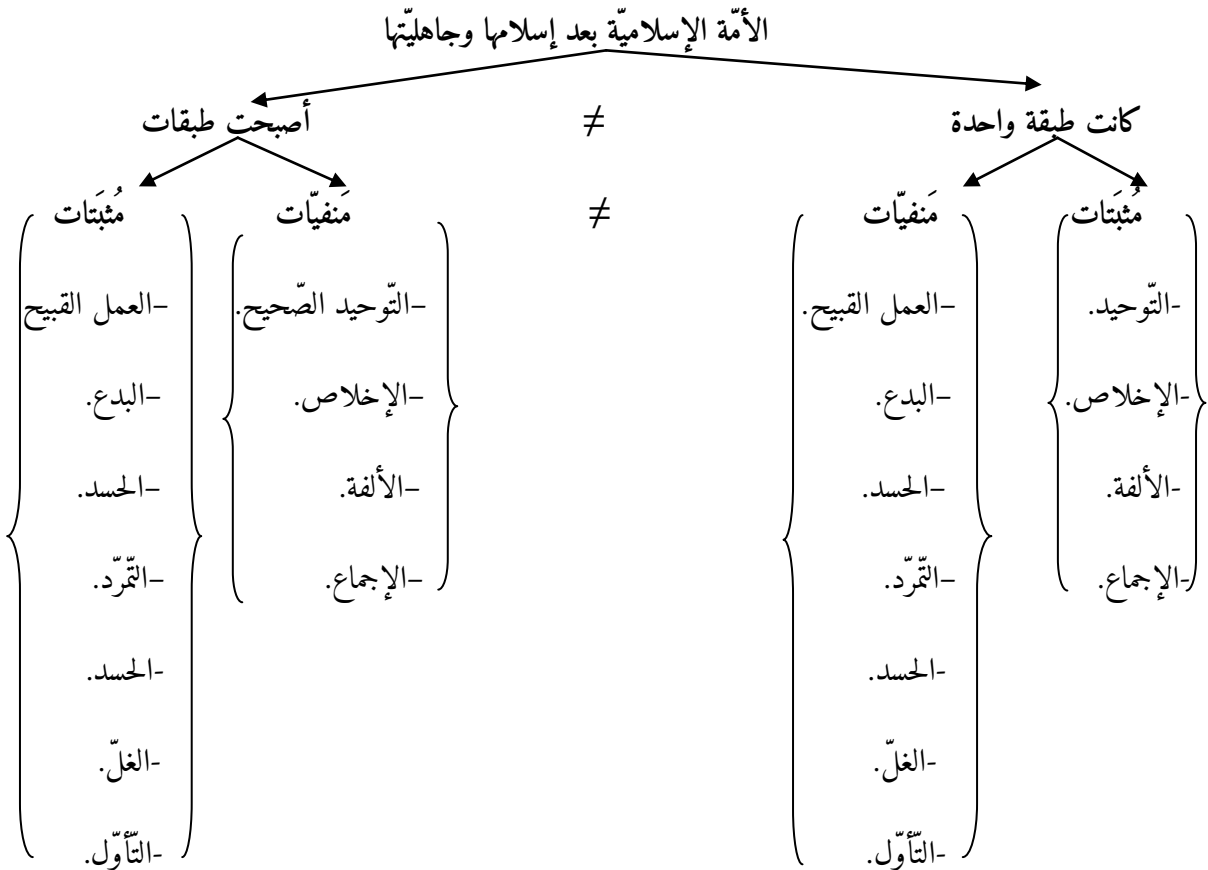 الأمّة الإسلاميّة بعد إسلامها وجاهليّتها
كانت طبقة واحدة ≠ أصبحت طبقات
مُثبَتات مَنفيّات ≠ مَنفيّات مُثبَتات
-التّوحيد. –العمل القبيح. –التّوحيد الصّحيح. –العمل القبيح
-الإخلاص. –البدع. –الإخلاص. –البدع.
-الألفة. –الحسد. –الألفة. –الحسد.
-الإجماع. –التّمرّد. –الإجماع. –التّمرّد.
-الحسد. -الحسد.
-الغلّ. -الغلّ.
-التّأوّل. -التّأوّل.